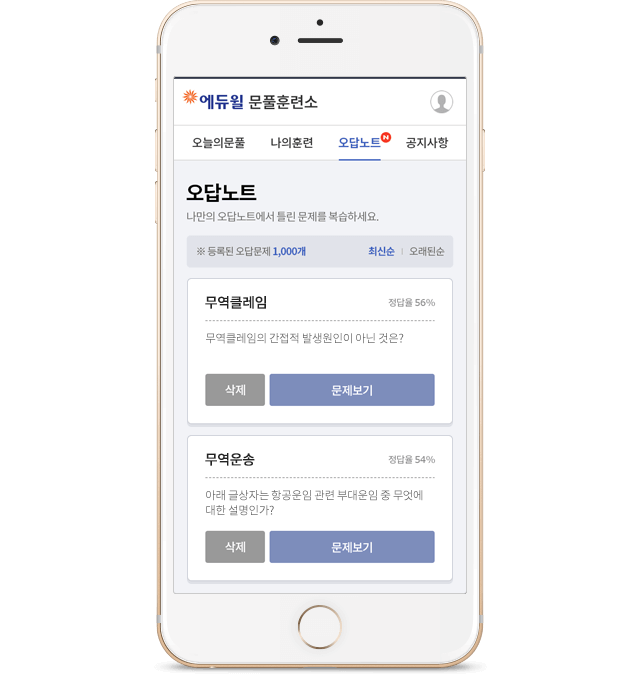 에듀윌 문풀훈련소
오늘의문풀 나의훈련 오답노트 N 공지사항
오답노트
나만의 오답노트에서 틀린 문제를 복습하세요.
※ 등록된 오답문제 1,000개 최신순 | 오래된순
무역클레임 정답율 56%
무역클레임의 간접적 발생원인이 아닌 것은?
삭제 문제보기
무역운송 정답율 54%
아래 글상자는 항공운임 관련 부대운임 중 무엇에
대한 설명인가?
삭제 문제보기